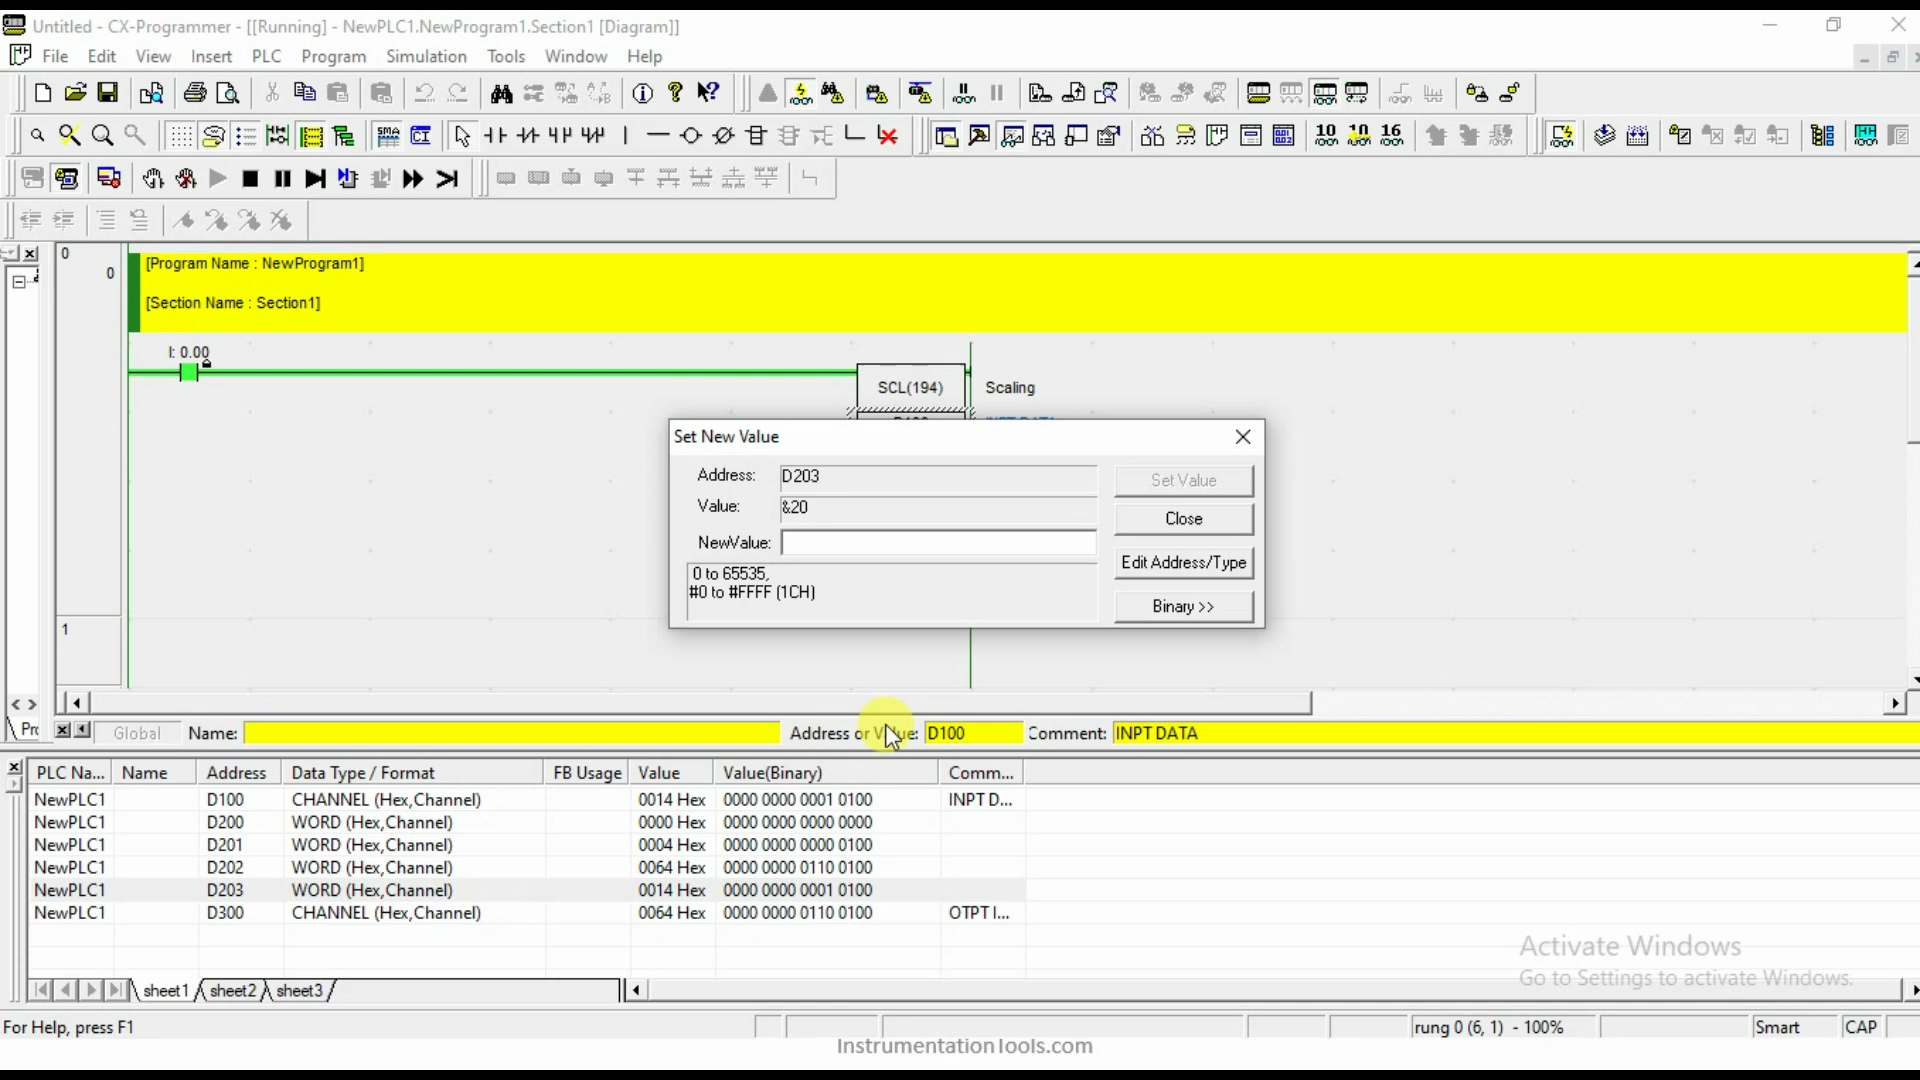 Untitled - CX-Programmer - [[Running] - NewPLC1.NewProgram1.Section1 [Diagram]]
File Edit View Insert PLC Program Simulation Tools Window Help
SMA CI 10 10 16
0
0
[Program Name : NewProgram1]
[Section Name : Section1]
I: 0.00
SCL(194)
Scaling
Set New Value
Address: D203
Set Value
Value: &20
Close
NewValue:
Edit Address/Type
0 to 65535,
#0 to #FFFF (1CH)
Binary >>
1
Global Name: Address or Value: D100 Comment: INPT DATA
PLC Na... Name Address Data Type / Format FB Usage Value Value(Binary) Comm...
NewPLC1 D100 CHANNEL (Hex,Channel) 0014 Hex 0000 0000 0001 0100 INPT D...
NewPLC1 D200 WORD (Hex,Channel) 0000 Hex 0000 0000 0000 0000
NewPLC1 D201 WORD (Hex,Channel) 0004 Hex 0000 0000 0000 0100
NewPLC1 D202 WORD (Hex,Channel) 0064 Hex 0000 0000 0110 0100
NewPLC1 D203 WORD (Hex,Channel) 0014 Hex 0000 0000 0001 0100
NewPLC1 D300 CHANNEL (Hex,Channel) 0064 Hex 0000 0000 0110 0100 OTPT I...
Activate Windows
Go to Settings to activate Windows.
sheet1 sheet2 sheet3
For Help, press F1
rung 0 (6, 1) - 100% Smart CAP
InstrumentationTools.com